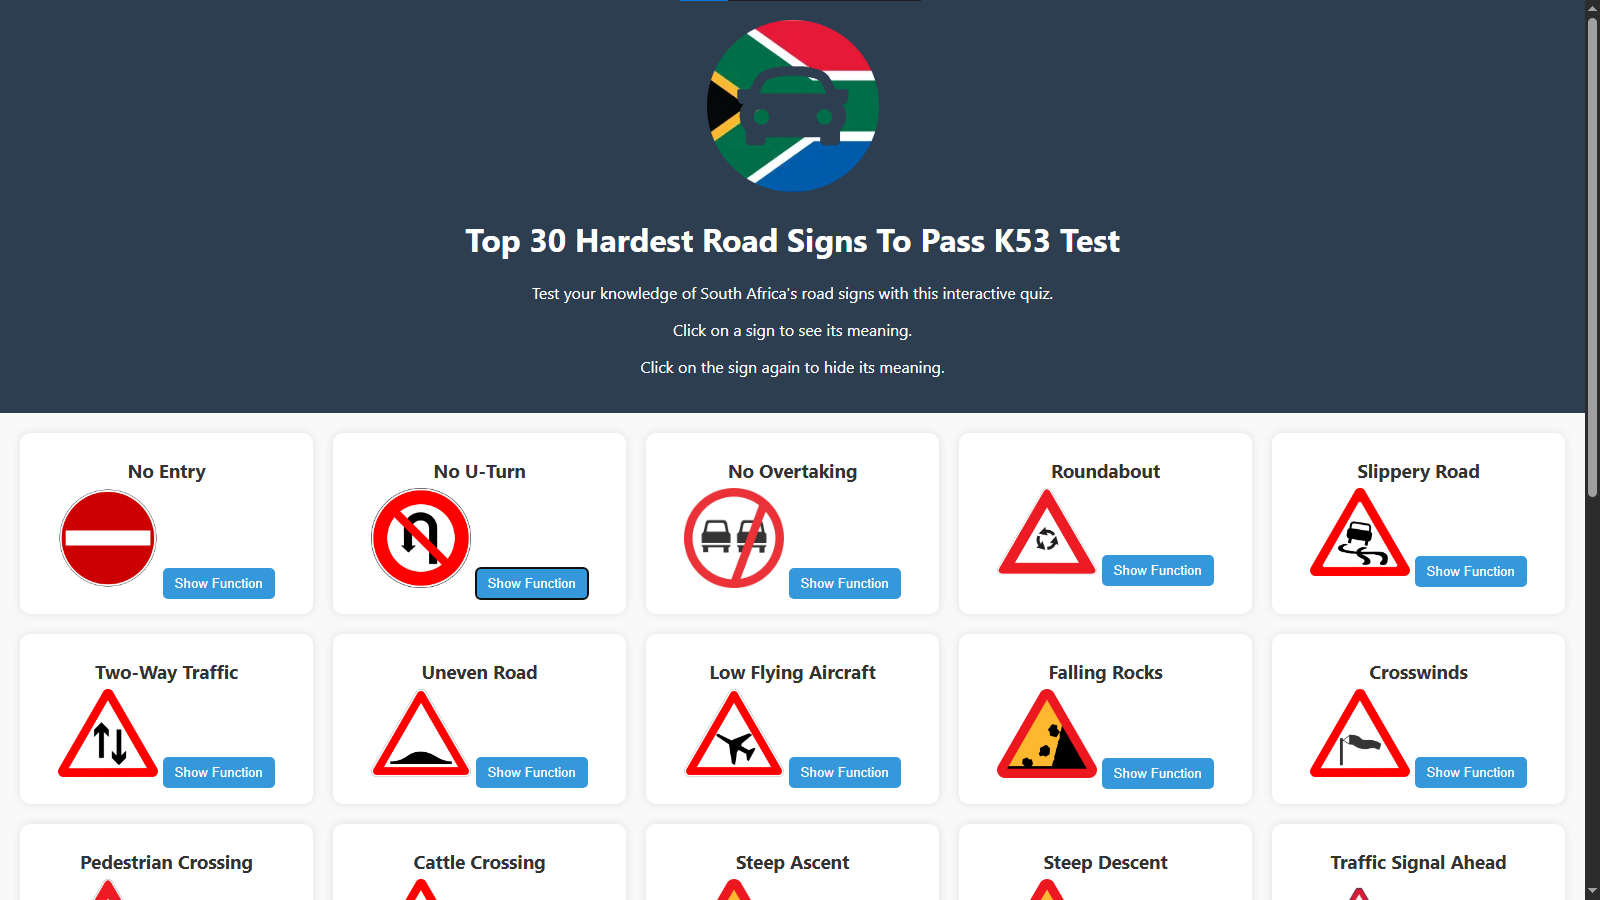 Top 30 Hardest Road Signs To Pass K53 Test
Test your knowledge of South Africa's road signs with this interactive quiz.
Click on a sign to see its meaning.
Click on the sign again to hide its meaning.
No Entry
Show Function
No U-Turn
Show Function
No Overtaking
Show Function
Roundabout
Show Function
Slippery Road
Show Function
Two-Way Traffic
Show Function
Uneven Road
Show Function
Low Flying Aircraft
Show Function
Falling Rocks
Show Function
Crosswinds
Show Function
Pedestrian Crossing
Cattle Crossing
Steep Ascent
Steep Descent
Traffic Signal Ahead